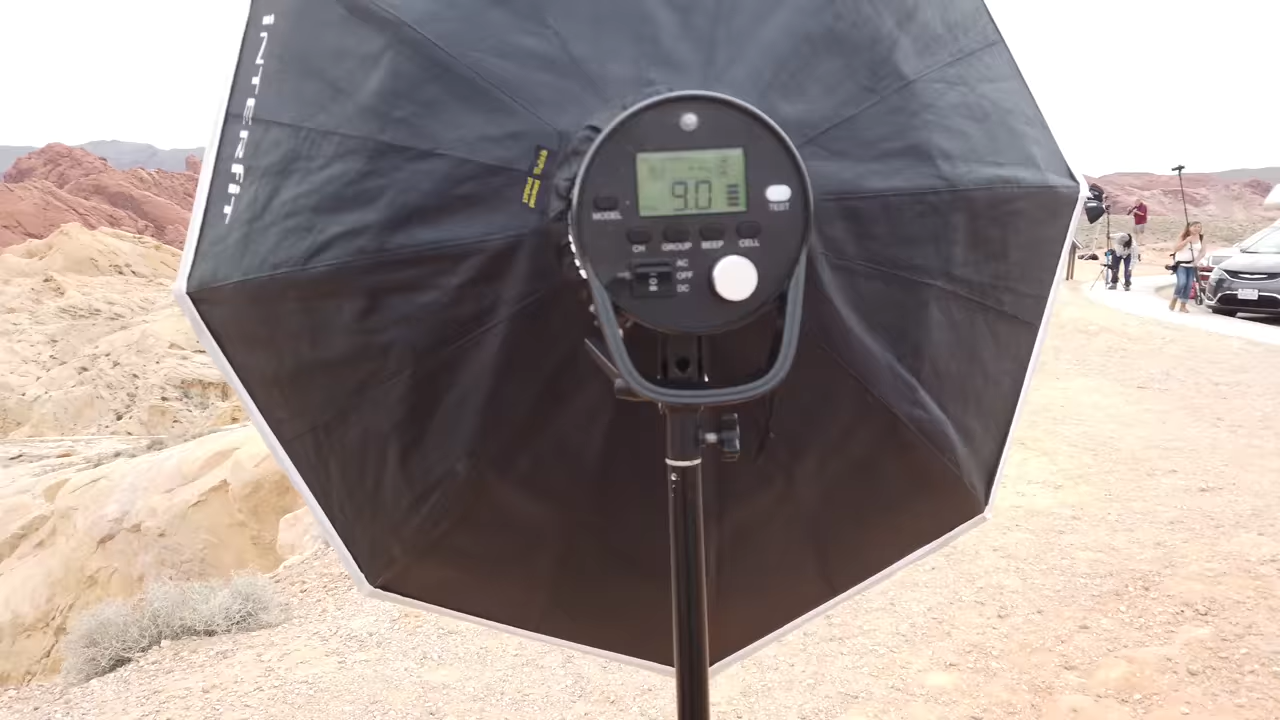 INTERFIT
9.0
MODEL
TEST
CH GROUP BEEP CELL
AC
OFF
DC